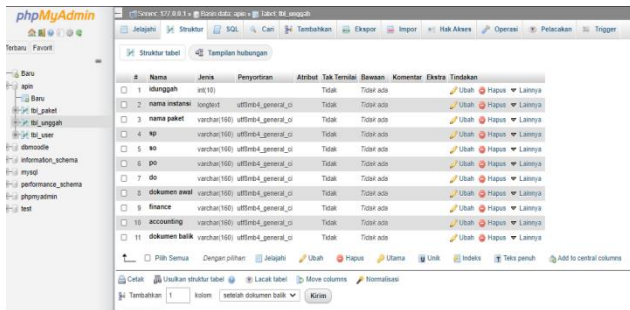 phpMyAdmin
Terbaru Favorit
Baru
apin
Baru
tbl_paket
tbl_unggah
tbl_user
dbmoodle
information_schema
mysql
performance_schema
phpmyadmin
test
Server: 127.0.0.1 » Basis data: apin » Tabel: tbl_unggah
Jelajahi Struktur SQL Cari Tambahkan Ekspor Impor Hak Akses Operasi Pelacakan Trigger
Struktur tabel Tampilan hubungan
# Nama Jenis Penyortiran Atribut Tak Ternilai Bawaan Komentar Ekstra Tindakan
1 idunggah int(10) Tidak Tidak ada Ubah Hapus Lainnya
2 nama instansi longtext utf8mb4_general_ci Tidak Tidak ada Ubah Hapus Lainnya
3 nama paket varchar(160) utf8mb4_general_ci Tidak Tidak ada Ubah Hapus Lainnya
4 sp varchar(160) utf8mb4_general_ci Tidak Tidak ada Ubah Hapus Lainnya
5 so varchar(160) utf8mb4_general_ci Tidak Tidak ada Ubah Hapus Lainnya
6 po varchar(160) utf8mb4_general_ci Tidak Tidak ada Ubah Hapus Lainnya
7 do varchar(160) utf8mb4_general_ci Tidak Tidak ada Ubah Hapus Lainnya
8 dokumen awal varchar(160) utf8mb4_general_ci Tidak Tidak ada Ubah Hapus Lainnya
9 finance varchar(160) utf8mb4_general_ci Tidak Tidak ada Ubah Hapus Lainnya
10 accounting varchar(160) utf8mb4_general_ci Tidak Tidak ada Ubah Hapus Lainnya
11 dokumen balik varchar(160) utf8mb4_general_ci Tidak Tidak ada Ubah Hapus Lainnya
Pilih Semua Dengan pilihan: Jelajahi Ubah Hapus Utama Unik Indeks Teks penuh Add to central columns
Cetak Usulkan struktur tabel Lacak tabel Move columns Normalisasi
Tambahkan 1 kolom setelah dokumen balik Kirim